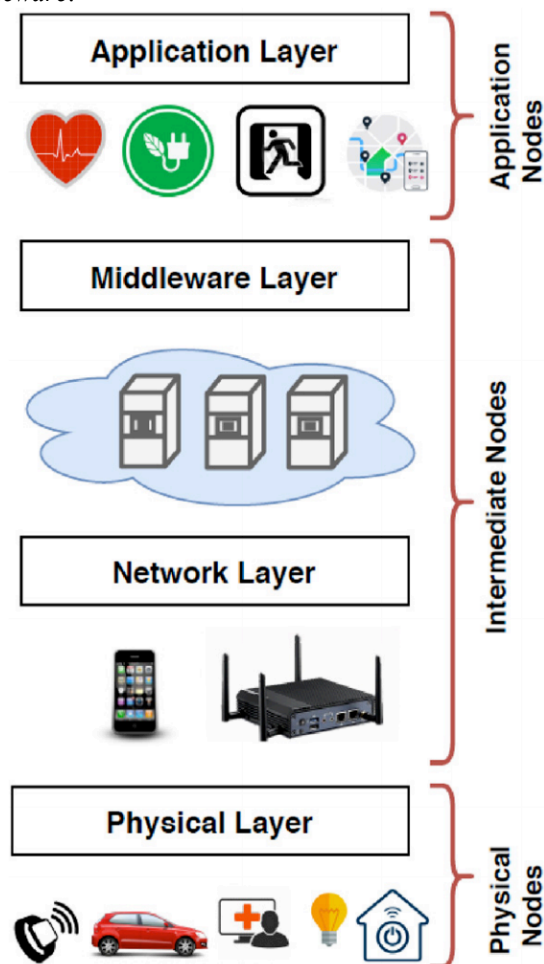 Application Layer
Application
Nodes
Middleware Layer
Intermediate Nodes
Network Layer
Physical Layer
Physical
Nodes